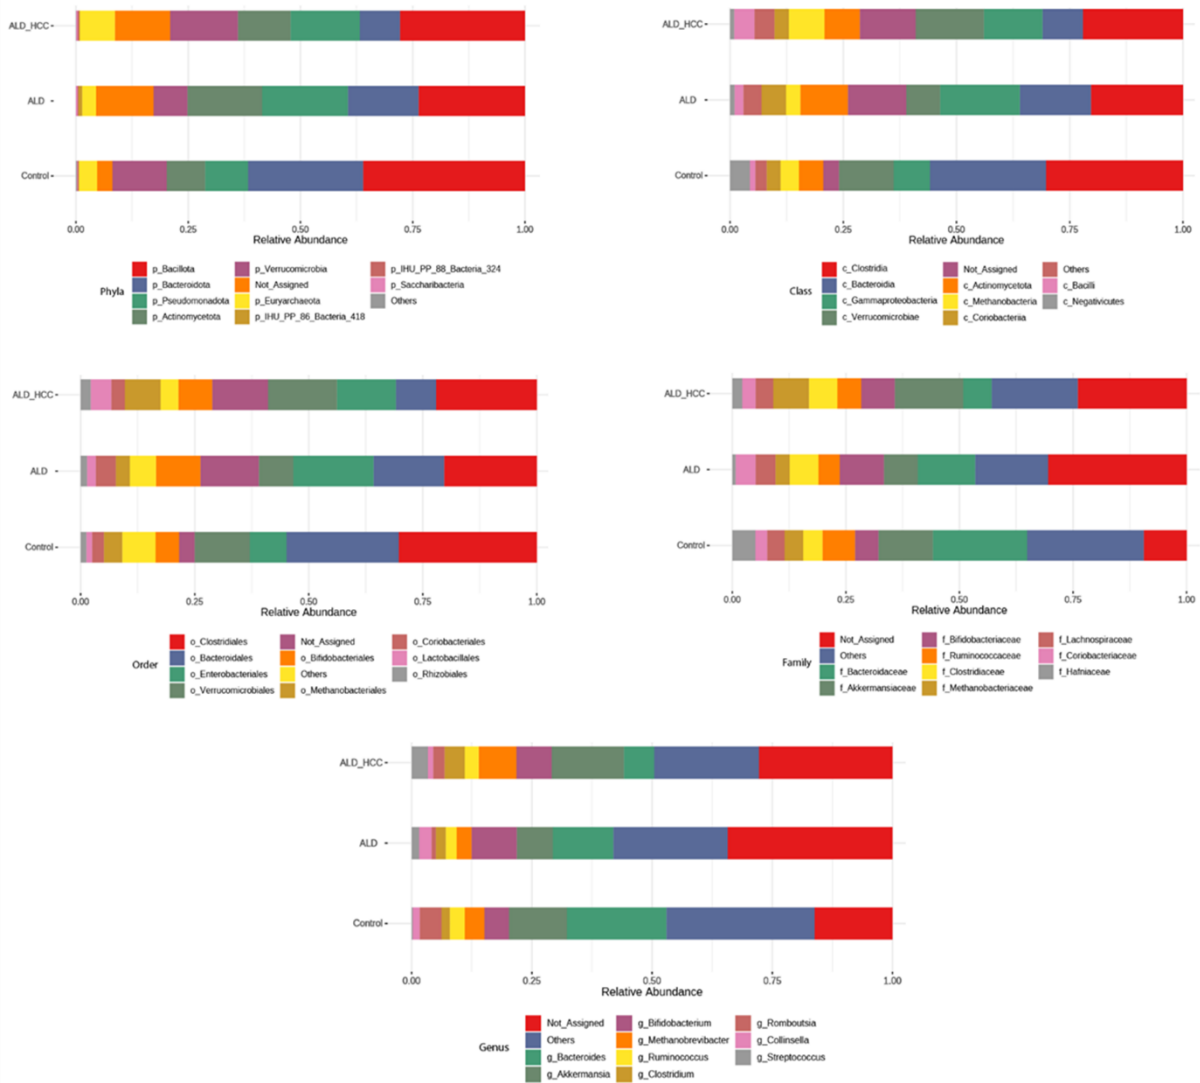 ALD_HCC
ALD
Control
0.00 0.25 0.50 0.75 1.00
Relative Abundance
Phyla
p_Bacillota p_Verrucomicrobia p_IHU_PP_88_Bacteria_324
p_Bacteroidota Not_Assigned p_Saccharibacteria
p_Pseudomonadota p_Euryarchaeota Others
p_Actinomycetota p_IHU_PP_86_Bacteria_418
ALD_HCC
ALD
Control
0.00 0.25 0.50 0.75 1.00
Relative Abundance
Class
c_Clostridia Not_Assigned Others
c_Bacteroidia c_Actinomycetota c_Bacilli
c_Gammaproteobacteria c_Methanobacteria c_Negativicutes
c_Verrucomicrobiae c_Coriobacteriia
ALD_HCC
ALD
Control
0.00 0.25 0.50 0.75 1.00
Relative Abundance
Order
o_Clostridiales Not_Assigned o_Coriobacteriales
o_Bacteroidales o_Bifidobacteriales o_Lactobacillales
o_Enterobacteriales Others o_Rhizobiales
o_Verrucomicrobiales o_Methanobacteriales
ALD_HCC
ALD
Control
0.00 0.25 0.50 0.75 1.00
Relative Abundance
Family
Not_Assigned f_Bifidobacteriaceae f_Lachnospiraceae
Others f_Ruminococcaceae f_Coriobacteriaceae
f_Bacteroidaceae f_Clostridiaceae f_Hafniaceae
f_Akkermansiaceae f_Methanobacteriaceae
ALD_HCC
ALD
Control
0.00 0.25 0.50 0.75 1.00
Relative Abundance
Genus
Not_Assigned g_Bifidobacterium g_Romboutsia
Others g_Methanobrevibacter g_Collinsella
g_Bacteroides g_Ruminococcus g_Streptococcus
g_Akkermansia g_Clostridium